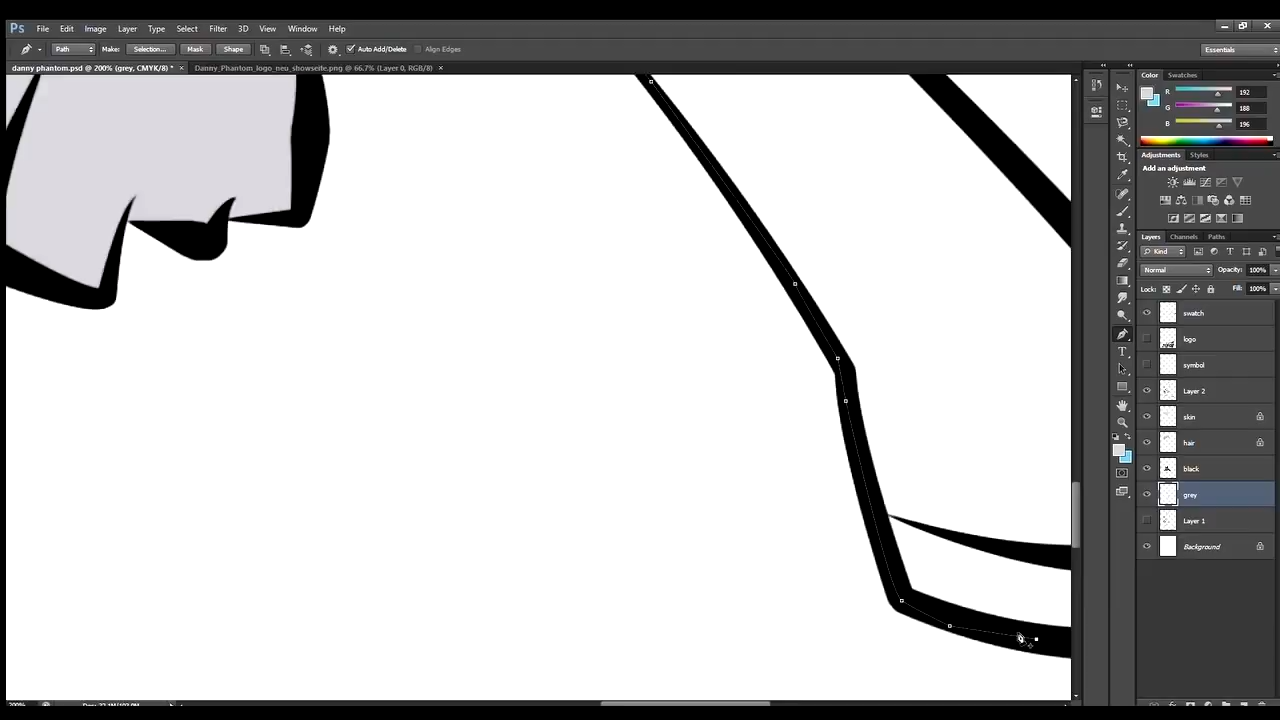 Ps File Edit Image Layer Type Select Filter 3D View Window Help
Path Make: Selection... Mask Shape Auto Add/Delete Align Edges Essentials
danny phantom.psd @ 200% (grey, CMYK/8) * × Danny_Phantom_logo_neu_showseite.png @ 66.7% (Layer 0, RGB/8) ×
Color Swatches
R 192
G 188
B 196
Adjustments Styles
Add an adjustment
Layers Channels Paths
Kind
Normal Opacity: 100%
Lock: Fill: 100%
swatch
logo
symbol
Layer 2
skin
hair
black
grey
Layer 1
Background